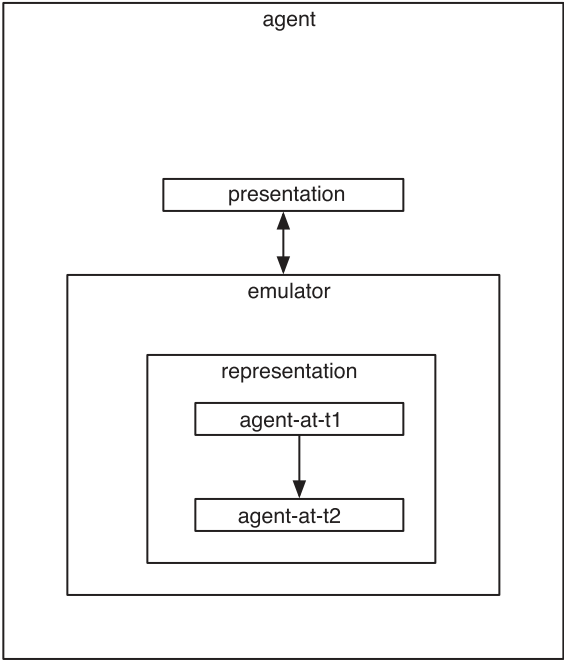 agent
presentation
emulator
representation
agent-at-t1
agent-at-t2